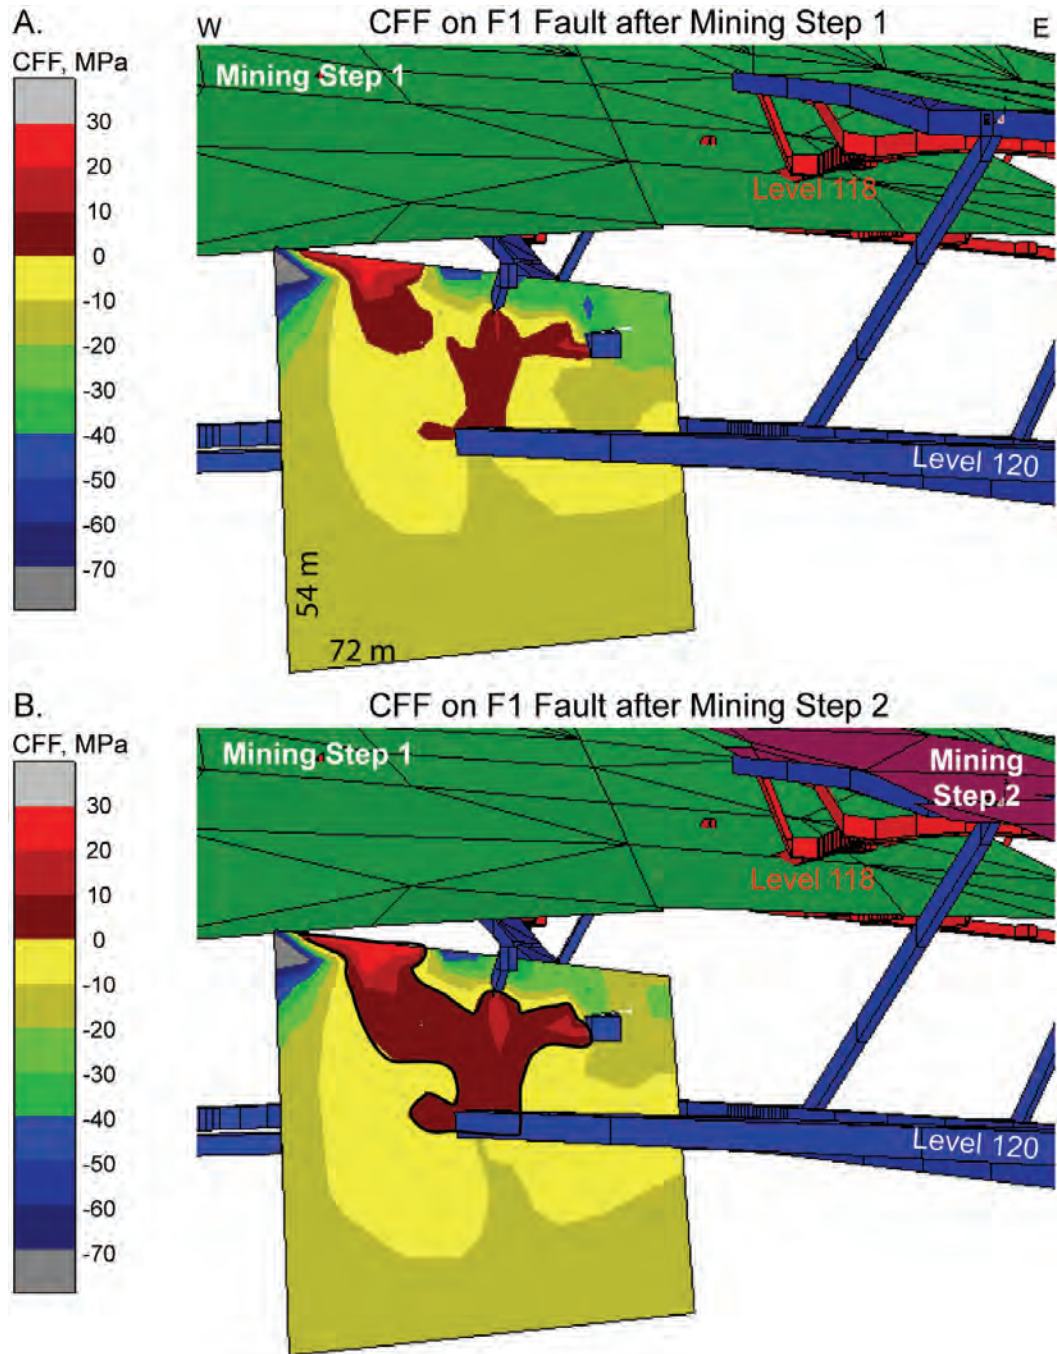 A.
CFF on F1 Fault after Mining Step 1
W
E
CFF, MPa
Mining Step 1
30
20
10
0
-10
-20
-30
-40
-50
-60
-70
Level 118
Level 120
54 m
72 m
B.
CFF on F1 Fault after Mining Step 2
CFF, MPa
Mining Step 1
Mining
Step 2
30
20
10
0
-10
-20
-30
-40
-50
-60
-70
Level 118
Level 120